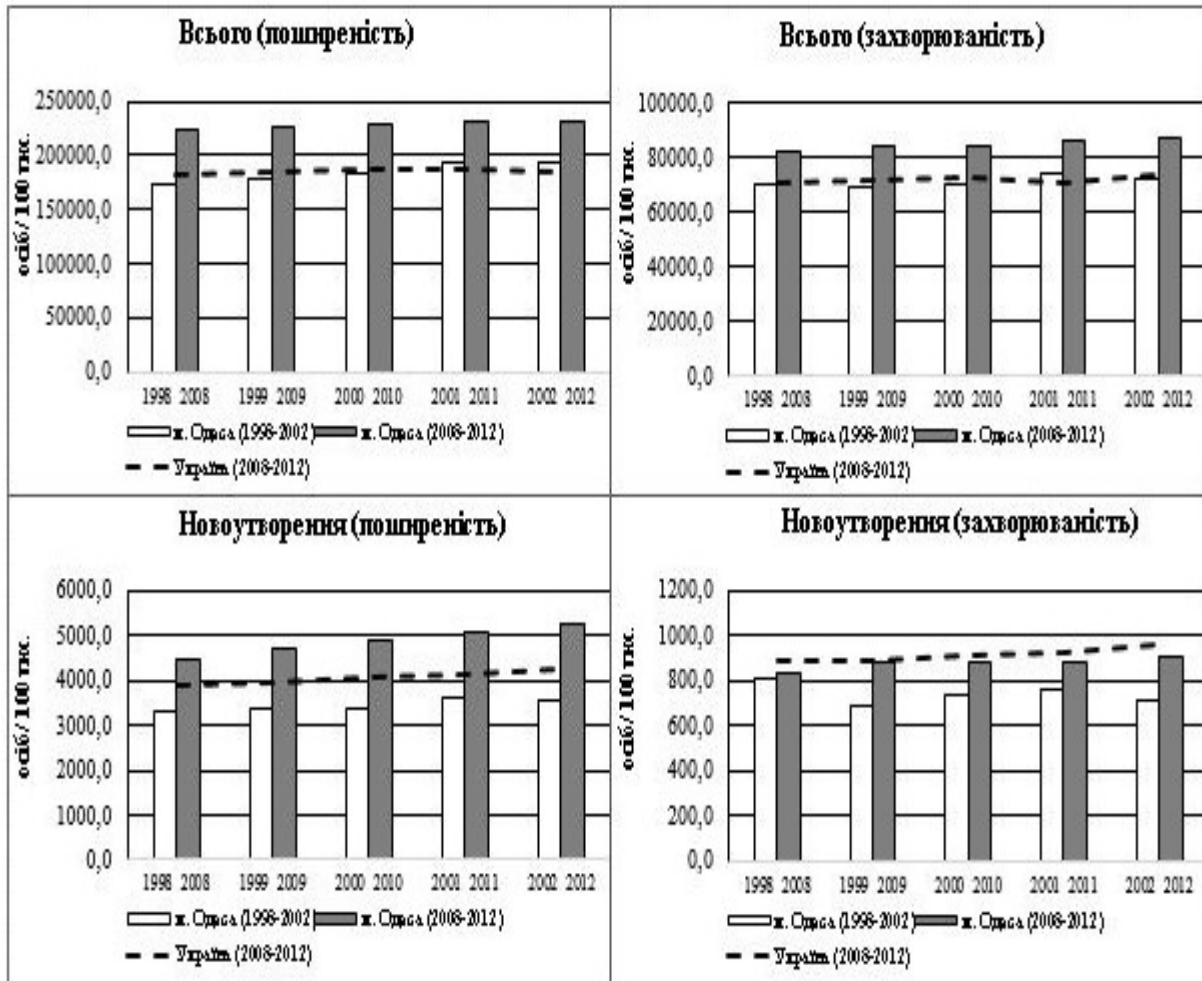 Всього (поширеність)
250000,0
200000,0
150000,0
100000,0
50000,0
0,0
осіб/ 100 тис.
1998 2008 1999 2009 2000 2010 2001 2011 2002 2012
м. Одеса (1998-2002) м. Одеса (2008-2012)
Україна (2008-2012)
Всього (захворюваність)
100000,0
80000,0
60000,0
40000,0
20000,0
0,0
осіб/ 100 тис.
1998 2008 1999 2009 2000 2010 2001 2011 2002 2012
м. Одеса (1998-2002) м. Одеса (2008-2012)
Україна (2008-2012)
Новоутворення (поширеність)
6000,0
5000,0
4000,0
3000,0
2000,0
1000,0
0,0
осіб/ 100 тис.
1998 2008 1999 2009 2000 2010 2001 2011 2002 2012
м. Одеса (1998-2002) м. Одеса (2008-2012)
Україна (2008-2012)
Новоутворення (захворюваність)
1200,0
1000,0
800,0
600,0
400,0
200,0
0,0
осіб/ 100 тис.
1998 2008 1999 2009 2000 2010 2001 2011 2002 2012
м. Одеса (1998-2002) м. Одеса (2008-2012)
Україна (2008-2012)